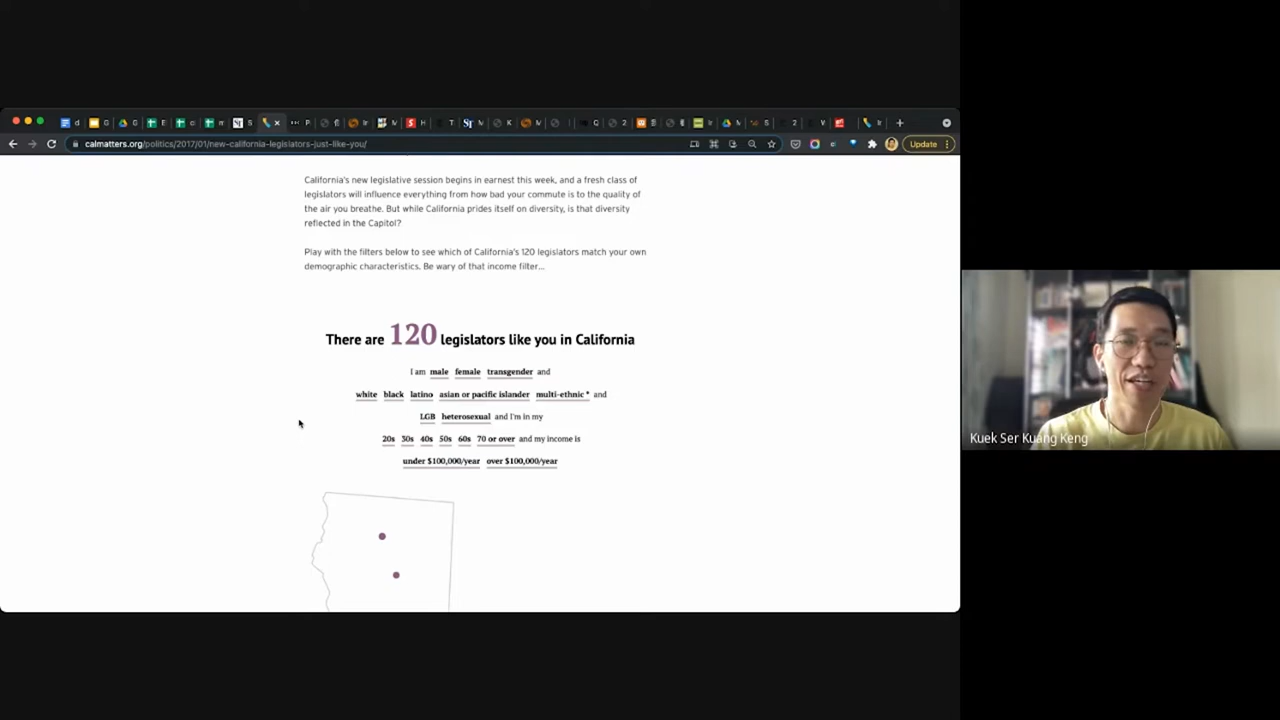 Update
calmatters.org/politics/2017/01/new-california-legislators-just-like-you/
California's new legislative session begins in earnest this week, and a fresh class of
legislators will influence everything from how bad your commute is to the quality of
the air you breathe. But while California prides itself on diversity, is that diversity
reflected in the Capitol?
Play with the filters below to see which of California's 120 legislators match your own
demographic characteristics. Be wary of that income filter...
There are 120 legislators like you in California
I am male female transgender and
white black latino asian or pacific islander multi-ethnic * and
LGB heterosexual and I'm in my
20s 30s 40s 50s 60s 70 or over and my income is
under $100,000/year over $100,000/year
Kuek Ser Kuang Keng